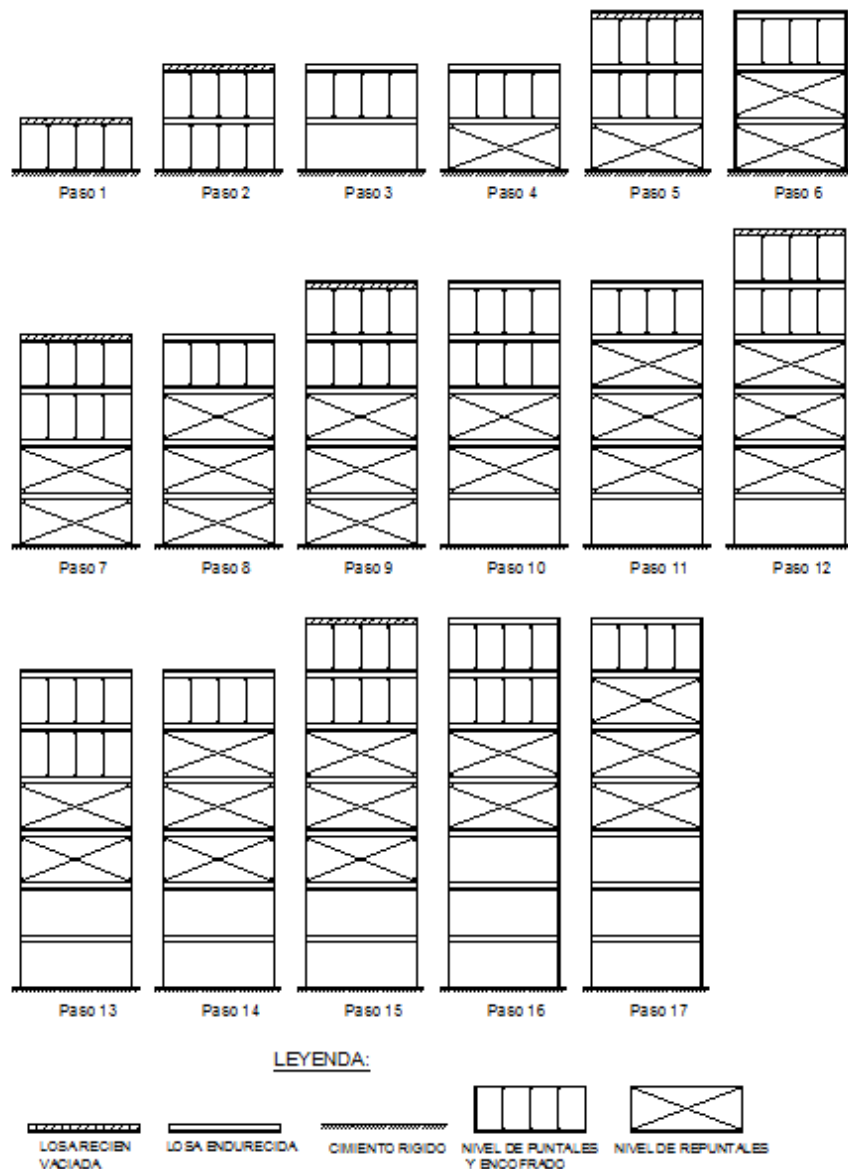 Paso 1
Paso 2
Paso 3
Paso 4
Paso 5
Paso 6
Paso 7
Paso 8
Paso 9
Paso 10
Paso 11
Paso 12
Paso 13
Paso 14
Paso 15
Paso 16
Paso 17
LEYENDA:
LOSA RECIEN
VACIADA
LOSA ENDURECIDA
CIMIENTO RIGIDO
NIVEL DE PUNTALES
Y ENCOFRADO
NIVEL DE REPUNTALES